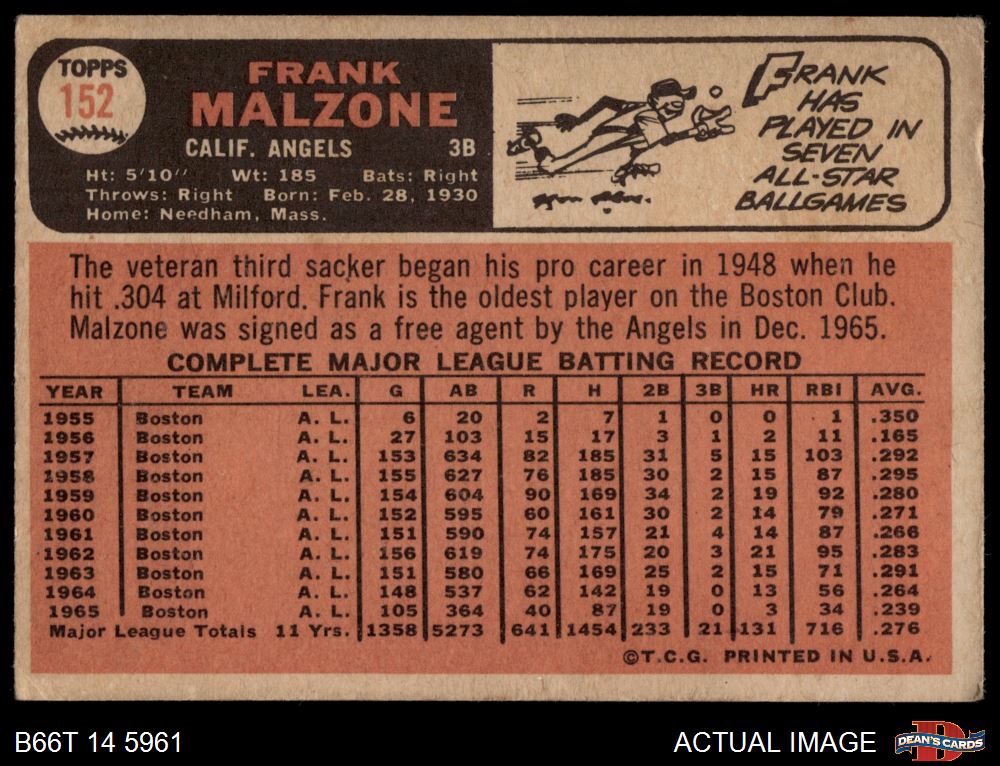 TOPPS
152
FRANK
MALZONE
CALIF. ANGELS 3B
Ht: 5'10" Wt: 185 Bats: Right
Throws: Right Born: Feb. 28, 1930
Home: Needham, Mass.
FRANK
HAS
PLAYED IN
SEVEN
ALL-STAR
BALLGAMES
The veteran third sacker began his pro career in 1948 when he
hit .304 at Milford. Frank is the oldest player on the Boston Club.
Malzone was signed as a free agent by the Angels in Dec. 1965.
COMPLETE MAJOR LEAGUE BATTING RECORD
YEAR TEAM LEA. G AB R H 2B 3B HR RBI AVG.
1955 Boston A. L. 6 20 2 7 1 0 0 1 .350
1956 Boston A. L. 27 103 15 17 3 1 2 11 .165
1957 Boston A. L. 153 634 82 185 31 5 15 103 .292
1958 Boston A. L. 155 627 76 185 30 2 15 87 .295
1959 Boston A. L. 154 604 90 169 34 2 19 92 .280
1960 Boston A. L. 152 595 60 161 30 2 14 79 .271
1961 Boston A. L. 151 590 74 157 21 4 14 87 .266
1962 Boston A. L. 156 619 74 175 20 3 21 95 .283
1963 Boston A. L. 151 580 66 169 25 2 15 71 .291
1964 Boston A. L. 148 537 62 142 19 0 13 56 .264
1965 Boston A. L. 105 364 40 87 19 0 3 34 .239
Major League Totals 11 Yrs. 1358 5273 641 1454 233 21 131 716 .276
©T.C.G. PRINTED IN U.S.A.
B66T 14 5961 ACTUAL IMAGE DEAN'S CARDS